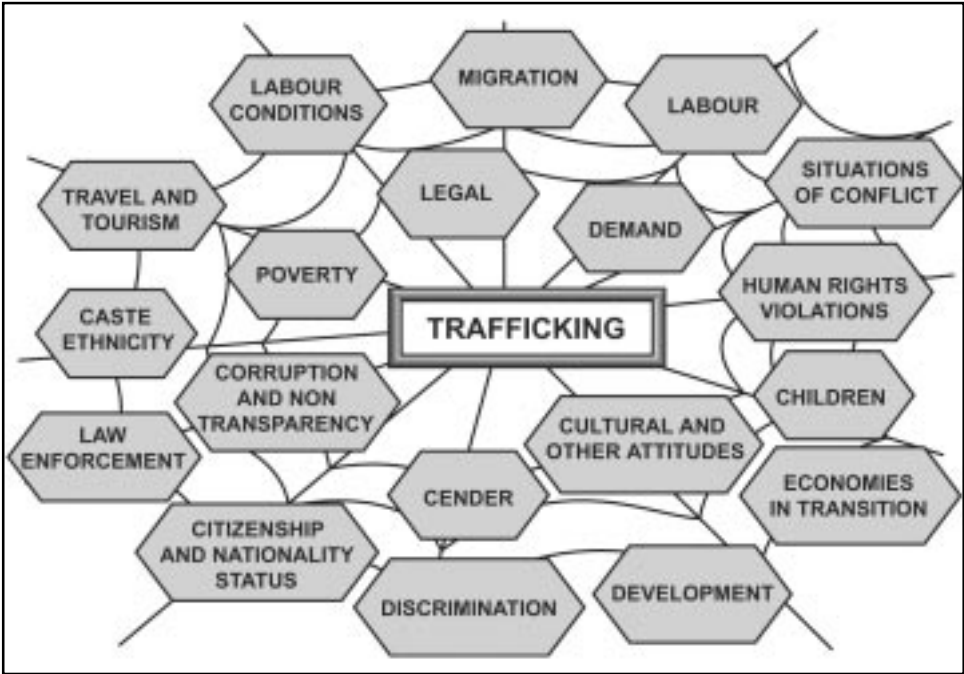 LABOUR
CONDITIONS
MIGRATION
LABOUR
TRAVEL AND
TOURISM
LEGAL
DEMAND
SITUATIONS
OF CONFLICT
POVERTY
HUMAN RIGHTS
VIOLATIONS
CASTE
ETHNICITY
TRAFFICKING
CORRUPTION
AND NON
TRANSPARENCY
CHILDREN
LAW
ENFORCEMENT
CULTURAL AND
OTHER ATTITUDES
CENDER
ECONOMIES
IN TRANSITION
CITIZENSHIP
AND NATIONALITY
STATUS
DISCRIMINATION
DEVELOPMENT